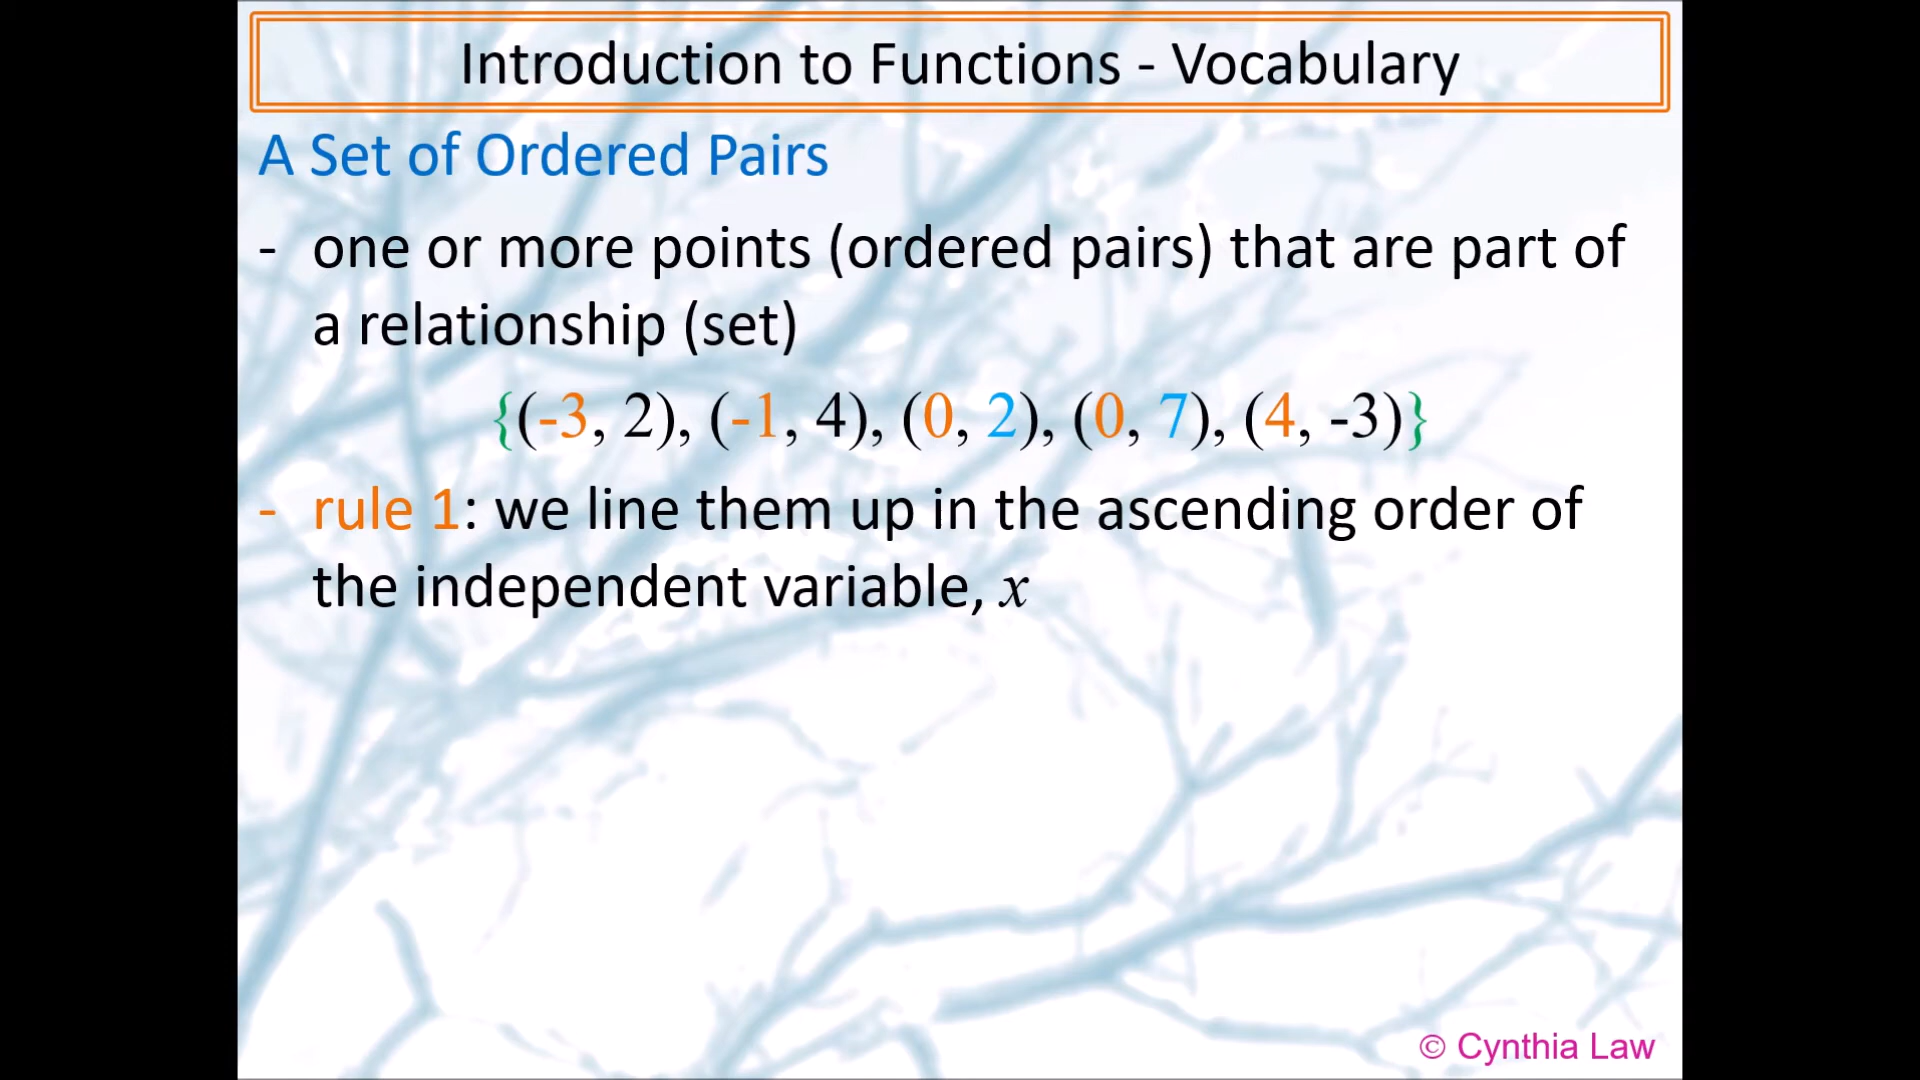 Introduction to Functions - Vocabulary
A Set of Ordered Pairs
- one or more points (ordered pairs) that are part of
a relationship (set)
{(-3, 2), (-1, 4), (0, 2), (0, 7), (4, -3)}
- rule 1: we line them up in the ascending order of
the independent variable, x
© Cynthia Law